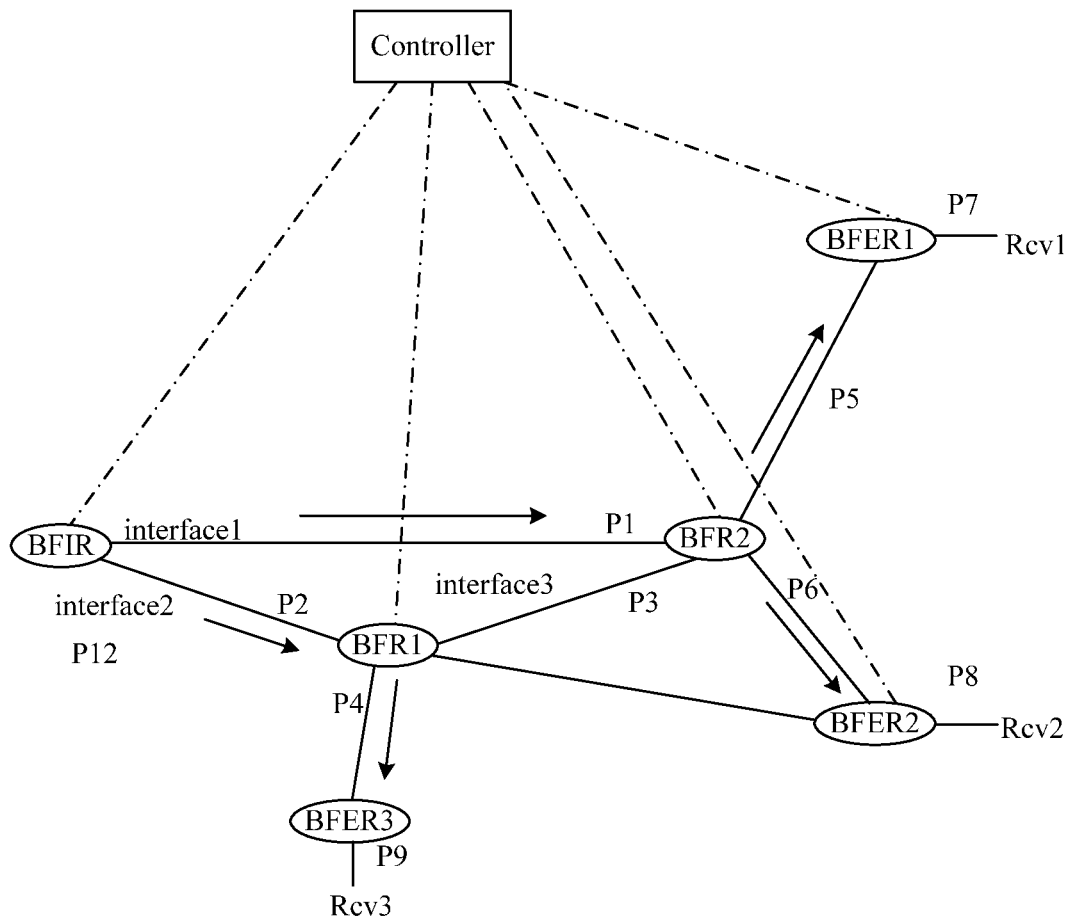 Controller
P7
BFER1
Rcv1
P5
interface1
P1
BFIR
BFR2
interface3
P6
interface2
P2
P3
P12
BFR1
P8
P4
BFER2
Rcv2
BFER3
P9
Rcv3